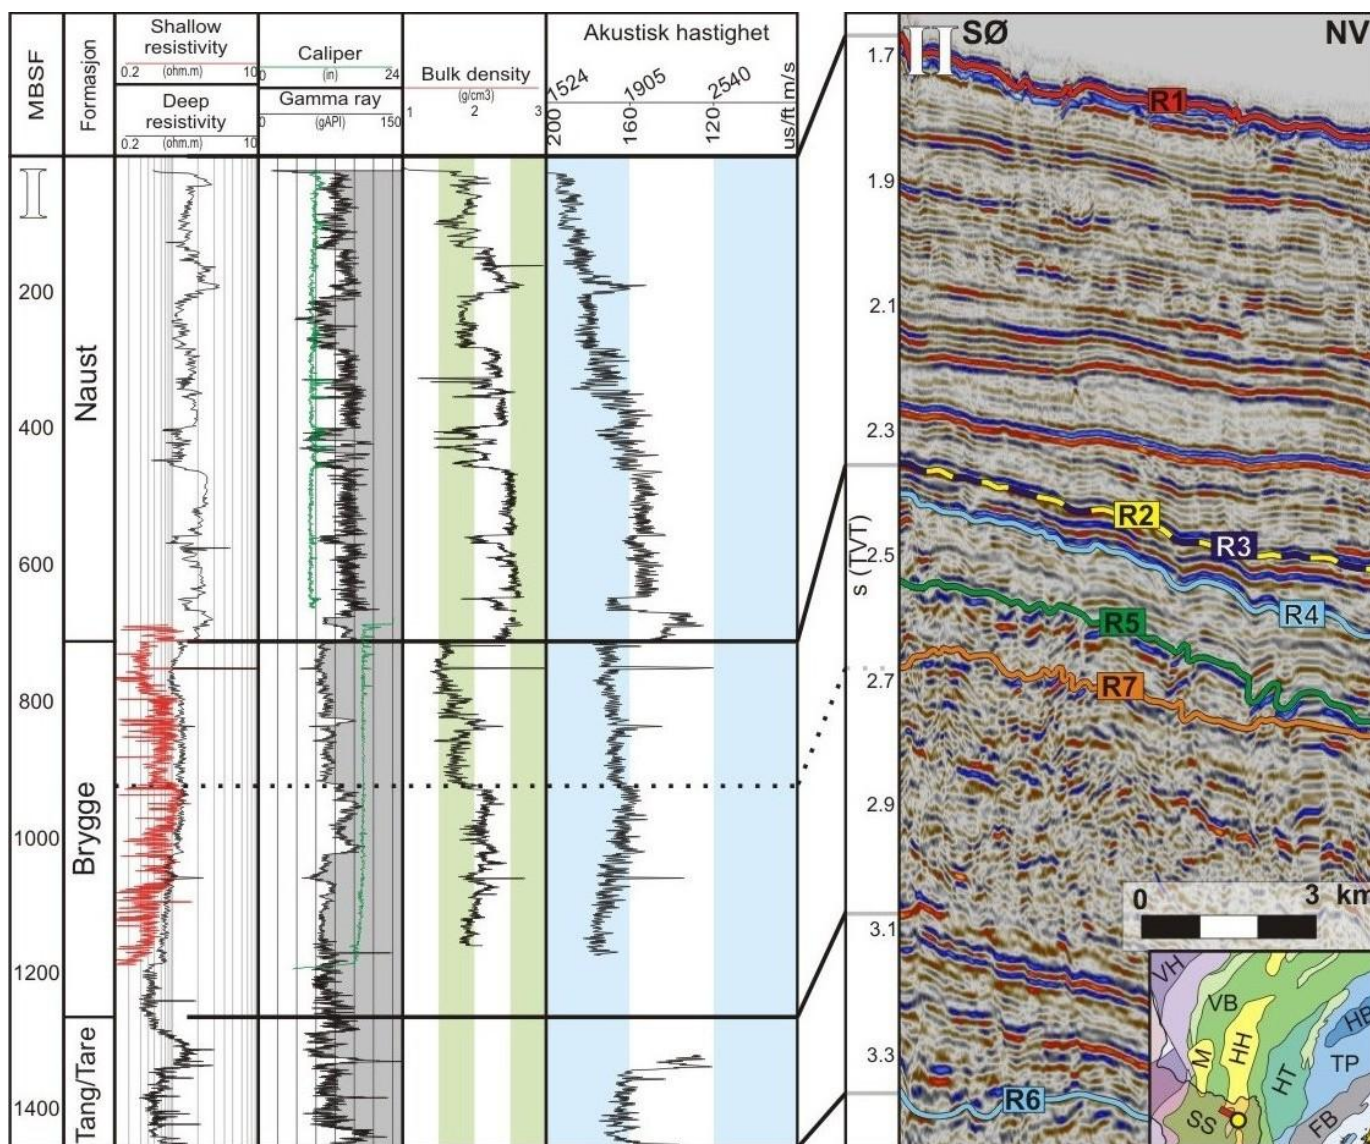 MBSF
Formasjon
Shallow
resistivity
0.2 (ohm.m) 10
Deep
resistivity
0.2 (ohm.m) 10
Caliper
0 (in) 24
Gamma ray
0 (gAPI) 150
Bulk density
(g/cm3)
1 2 3
Akustisk hastighet
1524 1905 2540 m/s
200 160 120 us/ft
I
200
400
600
800
1000
1200
1400
Naust
Brygge
Tang/Tare
s (TVT)
1.7
1.9
2.1
2.3
2.5
2.7
2.9
3.1
3.3
II SØ NV
R1
R2
R3
R4
R5
R7
R6
0 3 km
VH
VB
HH
M
HT
HB
TP
SS
FB